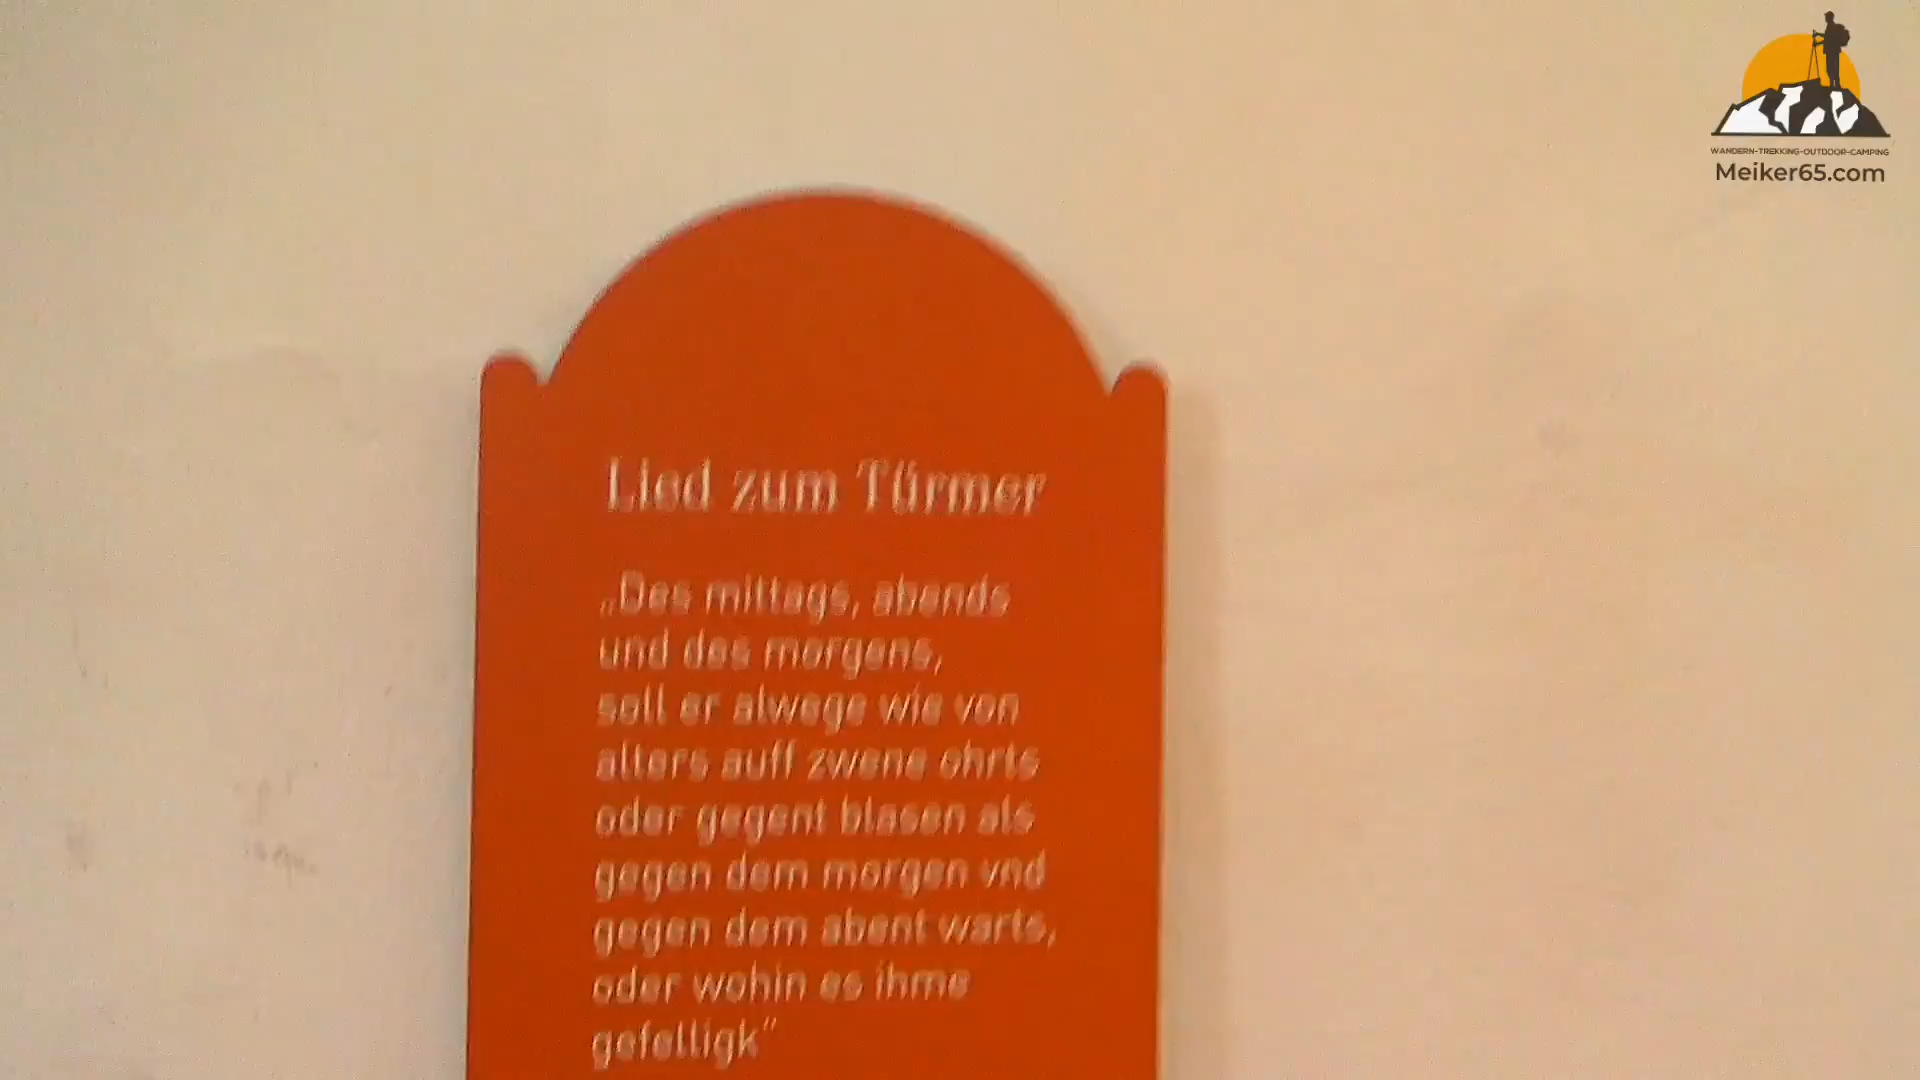 WANDERN-TREKKING-OUTDOOR-CAMPING
Meiker65.com
Lied zum Türmer
„Des mittags, abends
und des morgens,
soll er alwege wie von
alters auff zwene ohrts
oder gegent blasen als
gegen dem morgen vnd
gegen dem abent warts,
oder wohin es ihme
gefelligk“